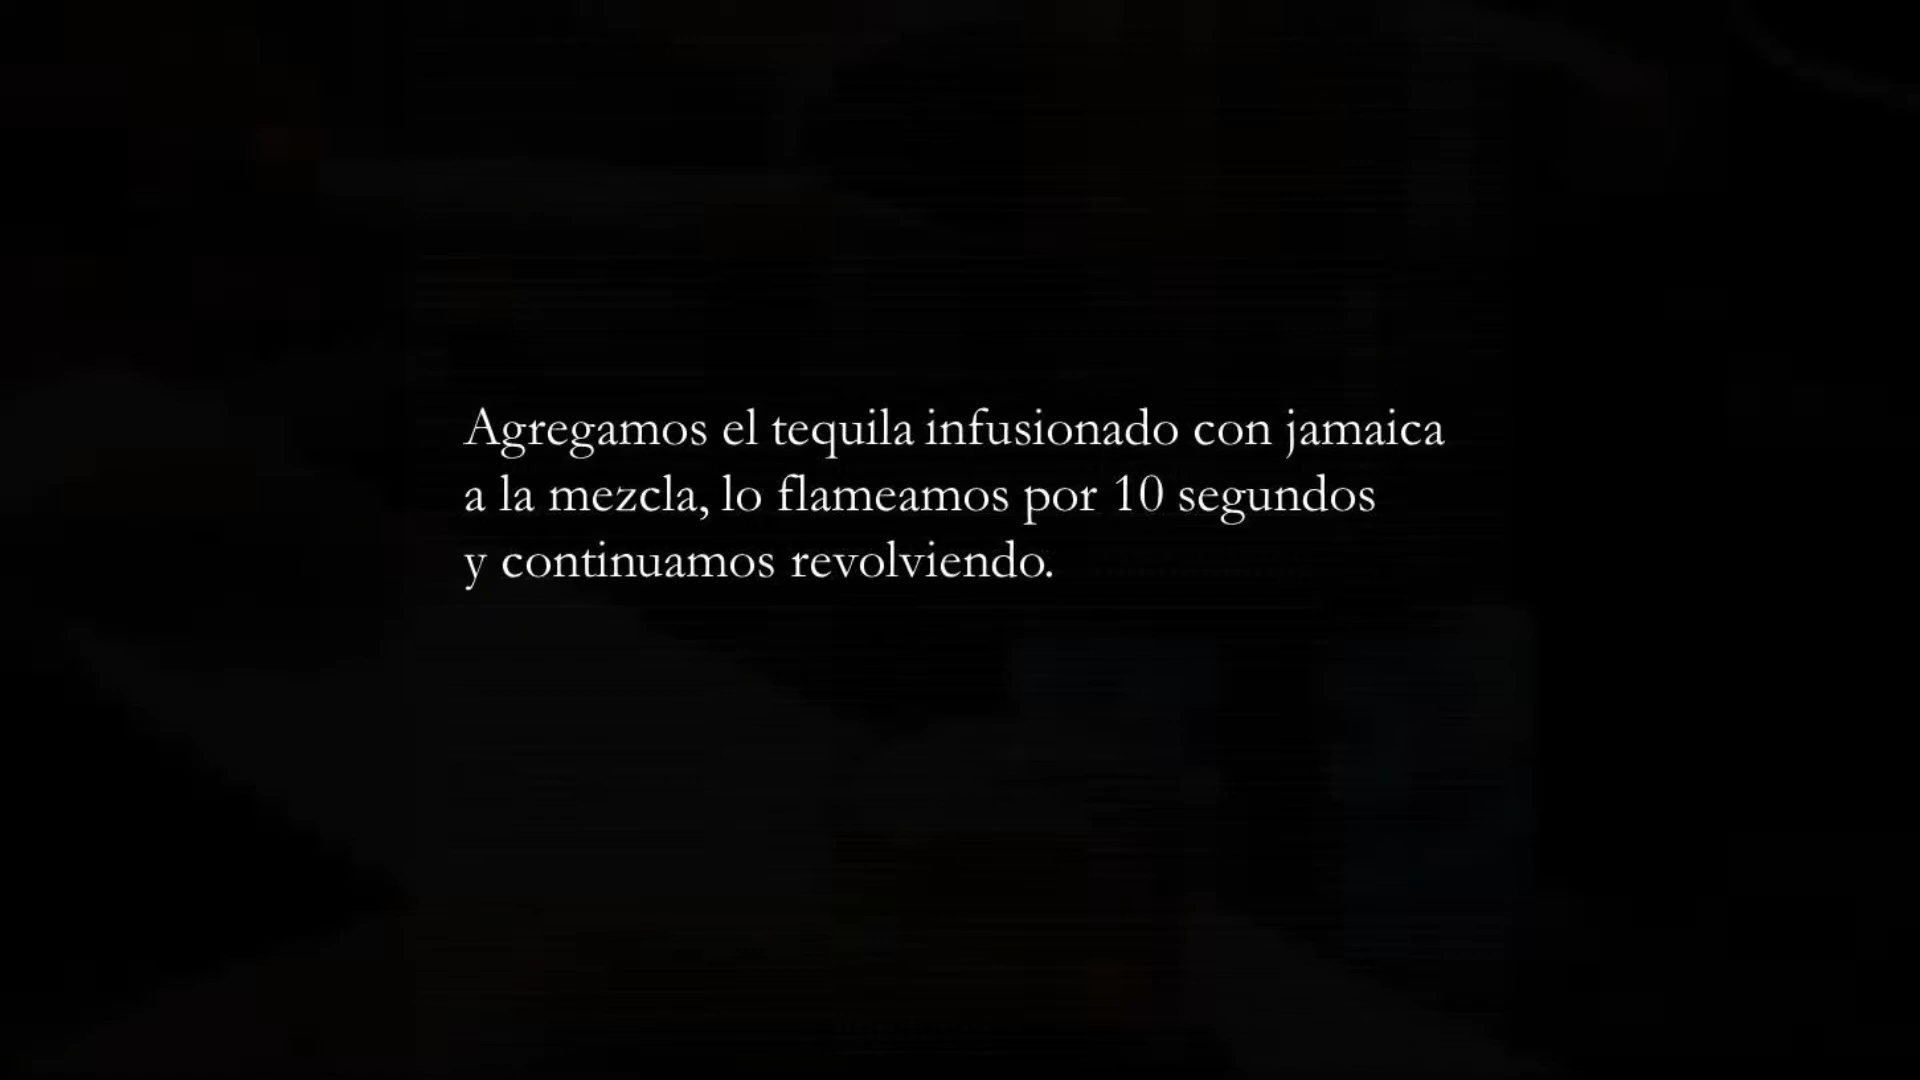 Agregamos el tequila infusionado con jamaica
a la mezcla, lo flameamos por 10 segundos
y continuamos revolviendo.